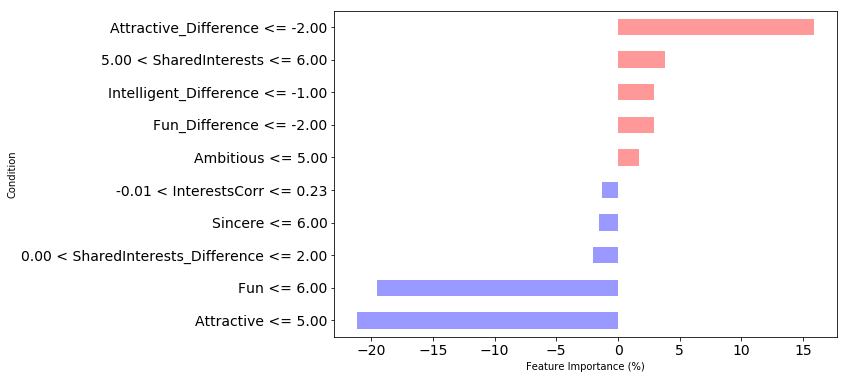 Condition
Attractive_Difference <= -2.00
5.00 < SharedInterests <= 6.00
Intelligent_Difference <= -1.00
Fun_Difference <= -2.00
Ambitious <= 5.00
-0.01 < InterestsCorr <= 0.23
Sincere <= 6.00
0.00 < SharedInterests_Difference <= 2.00
Fun <= 6.00
Attractive <= 5.00
−20 −15 −10 −5 0 5 10 15
Feature Importance (%)